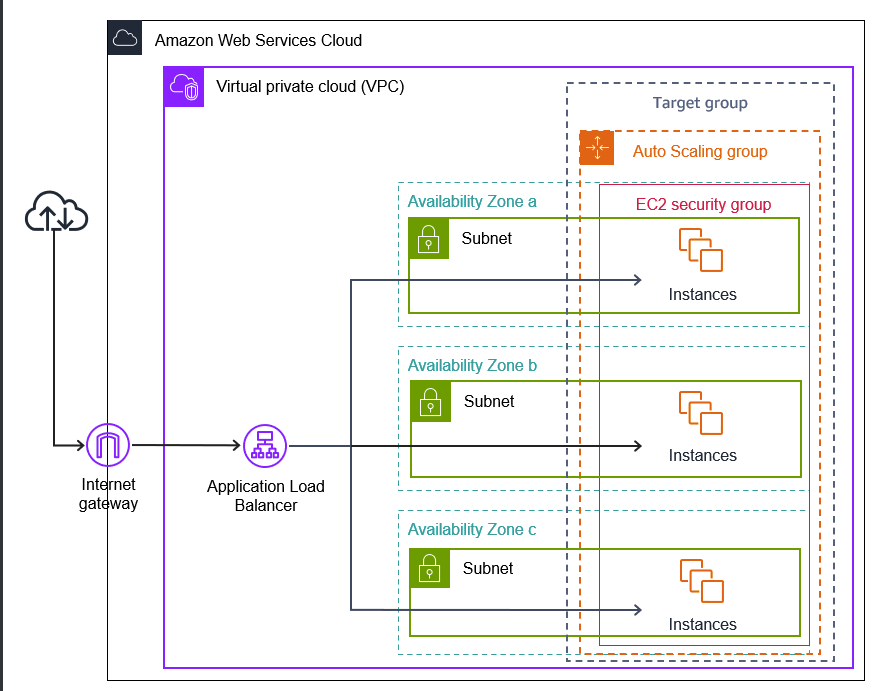 Amazon Web Services Cloud
Virtual private cloud (VPC)
Target group
Auto Scaling group
Availability Zone a
EC2 security group
Subnet
Instances
Availability Zone b
Subnet
Instances
Internet
gateway
Application Load
Balancer
Availability Zone c
Subnet
Instances